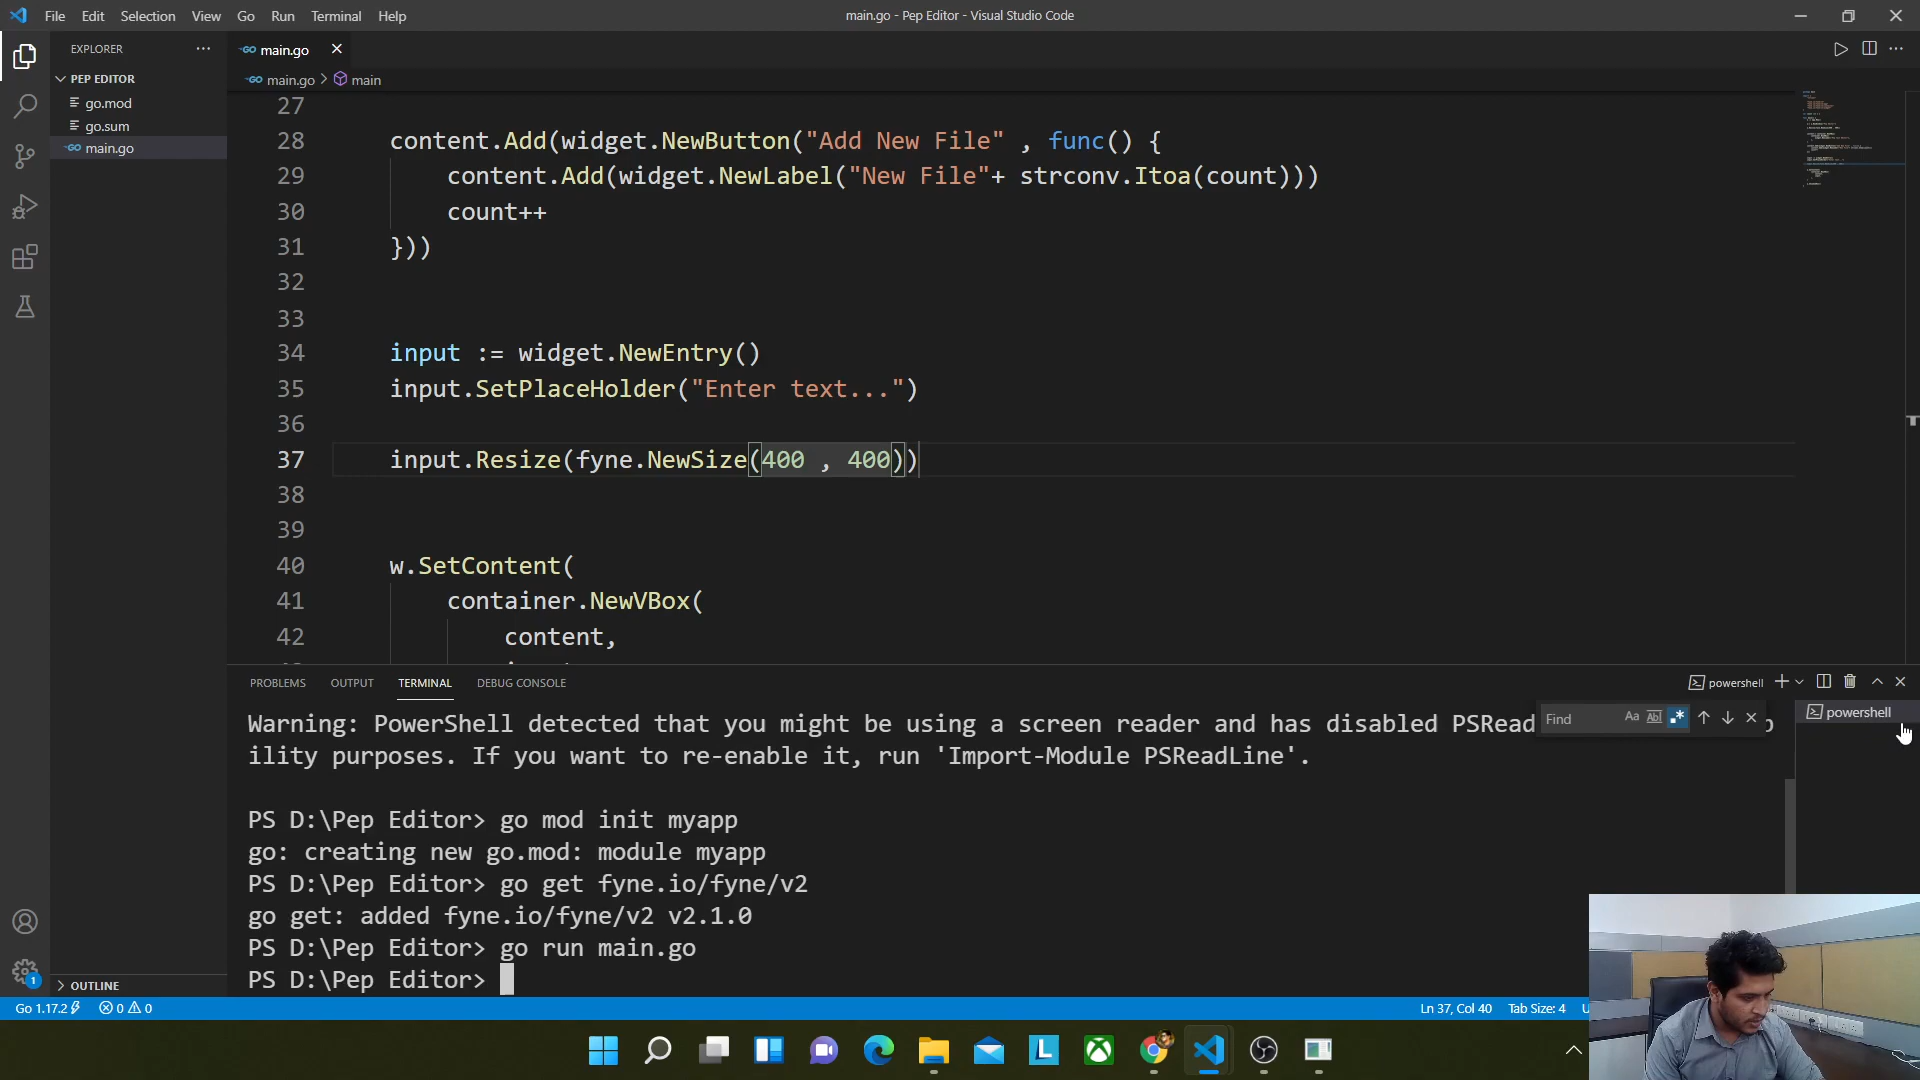 File Edit Selection View Go Run Terminal Help
main.go - Pep Editor - Visual Studio Code
EXPLORER
PEP EDITOR
go.mod
go.sum
main.go
OUTLINE
main.go
main.go > main
27
28 content.Add(widget.NewButton("Add New File" , func() {
29 content.Add(widget.NewLabel("New File"+ strconv.Itoa(count)))
30 count++
31 }))
32
33
34 input := widget.NewEntry()
35 input.SetPlaceHolder("Enter text...")
36
37 input.Resize(fyne.NewSize(400 , 400))
38
39
40 w.SetContent(
41 container.NewVBox(
42 content,
PROBLEMS OUTPUT TERMINAL DEBUG CONSOLE
powershell
Find
Aa Abl
powershell
Warning: PowerShell detected that you might be using a screen reader and has disabled PSRead
ility purposes. If you want to re-enable it, run 'Import-Module PSReadLine'.
PS D:\Pep Editor> go mod init myapp
go: creating new go.mod: module myapp
PS D:\Pep Editor> go get fyne.io/fyne/v2
go get: added fyne.io/fyne/v2 v2.1.0
PS D:\Pep Editor> go run main.go
PS D:\Pep Editor>
1
Go 1.17.2 0 0 Ln 37, Col 40 Tab Size: 4